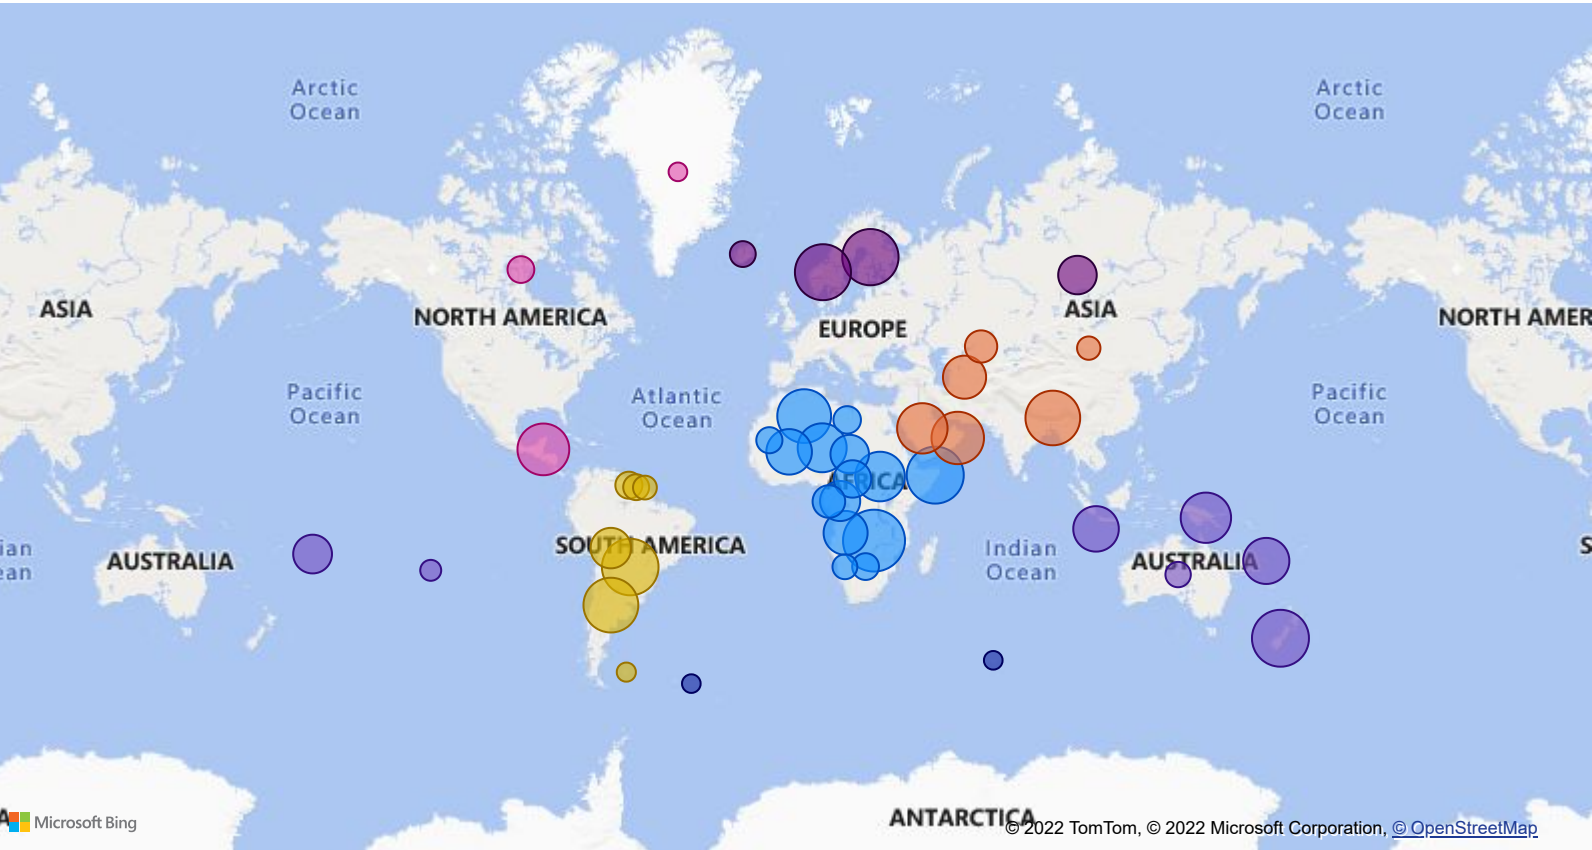 Arctic
Ocean
Arctic
Ocean
ASIA
NORTH AMERICA
EUROPE
ASIA
NORTH AMER
Pacific
Ocean
Atlantic
Ocean
Pacific
Ocean
AFRICA
ian
ean
AUSTRALIA
SOUTH AMERICA
Indian
Ocean
AUSTRALIA
S
ANTARCTICA
A
Microsoft Bing
© 2022 TomTom, © 2022 Microsoft Corporation, © OpenStreetMap